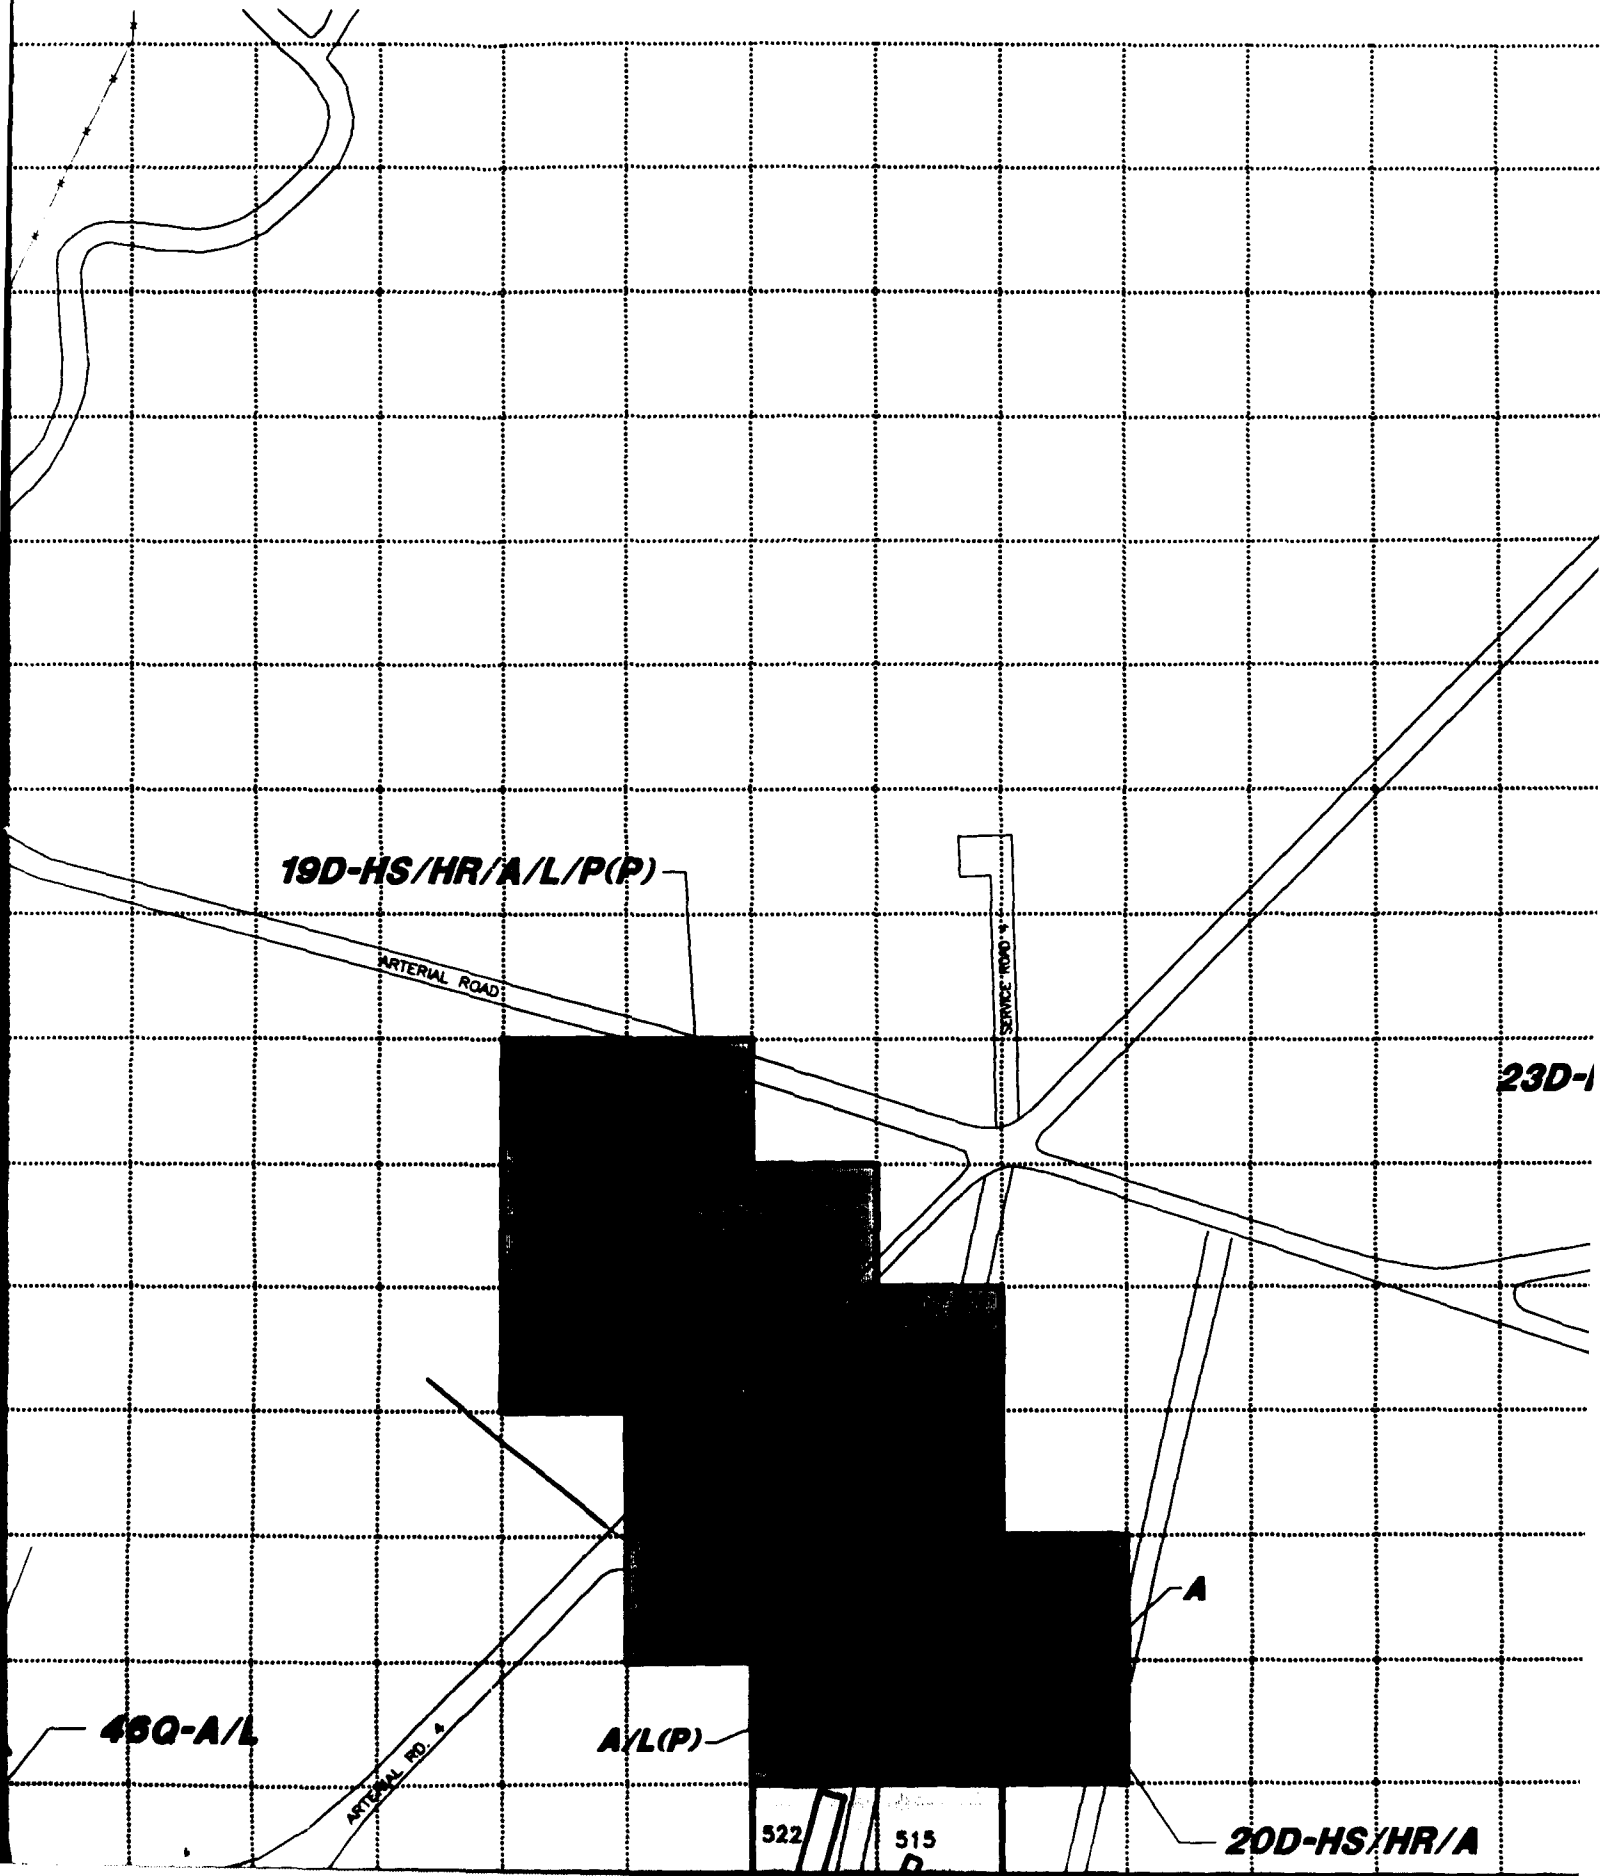 19D-HS/HR/A/L/P(P)
ARTERIAL ROAD
SERVICE ROAD 4
23D-
A
46Q-A/L
ARTERIAL RD. 4
A/L(P)
522
515
20D-HS/HR/A